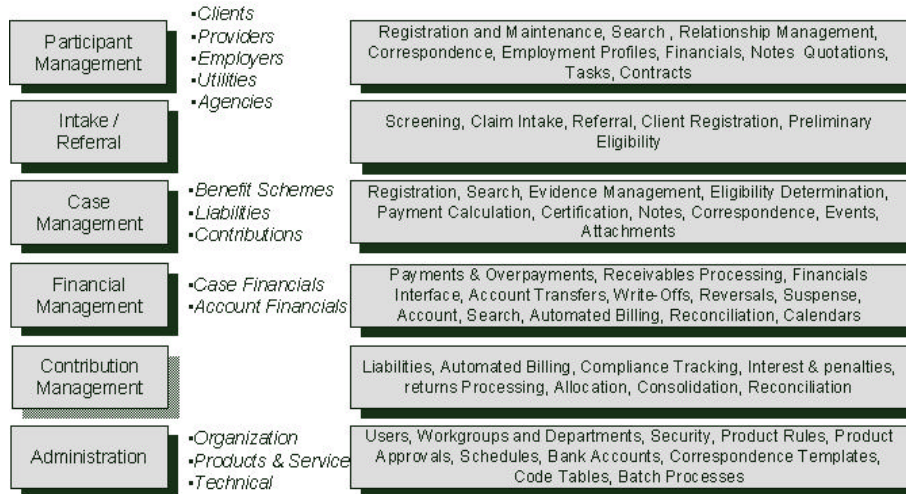 Participant
Management
▪Clients
▪Providers
▪Employers
▪Utilities
▪Agencies
Registration and Maintenance, Search , Relationship Management,
Correspondence, Employment Profiles, Financials, Notes Quotations,
Tasks, Contracts
Intake /
Referral
Screening, Claim Intake, Referral, Client Registration, Preliminary
Eligibility
Case
Management
▪Benefit Schemes
▪Liabilities
▪Contributions
Registration, Search, Evidence Management, Eligibility Determination,
Payment Calculation, Certification, Notes, Correspondence, Events,
Attachments
Financial
Management
▪Case Financials
▪Account Financials
Payments & Overpayments, Receivables Processing, Financials
Interface, Account Transfers, Write-Offs, Reversals, Suspense,
Account, Search, Automated Billing, Reconciliation, Calendars
Contribution
Management
Liabilities, Automated Billing, Compliance Tracking, Interest & penalties,
returns Processing, Allocation, Consolidation, Reconciliation
Administration
▪Organization
▪Products & Service
▪Technical
Users, Workgroups and Departments, Security, Product Rules, Product
Approvals, Schedules, Bank Accounts, Correspondence Templates,
Code Tables, Batch Processes